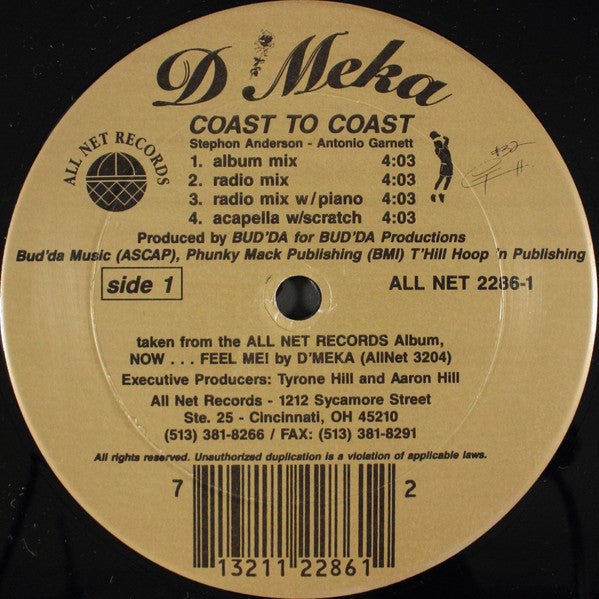 D'Meka
ALL NET RECORDS
COAST TO COAST
Stephon Anderson - Antonio Garnett
1. album mix 4:03
2. radio mix 4:03
3. radio mix w/piano 4:03
4. acapella w/scratch 4:03
#32
Produced by BUD'DA for BUD'DA Productions
Bud'da Music (ASCAP), Phunky Mack Publishing (BMI) T'Hill Hoop 'n Publishing
side 1
ALL NET 2286-1
taken from the ALL NET RECORDS Album,
NOW . . . FEEL ME! by D'MEKA (AllNet 3204)
Executive Producers: Tyrone Hill and Aaron Hill
All Net Records - 1212 Sycamore Street
Ste. 25 - Cincinnati, OH 45210
(513) 381-8266 / FAX: (513) 381-8291
All rights reserved. Unauthorized duplication is a violation of applicable laws.
7 13211 22861 2